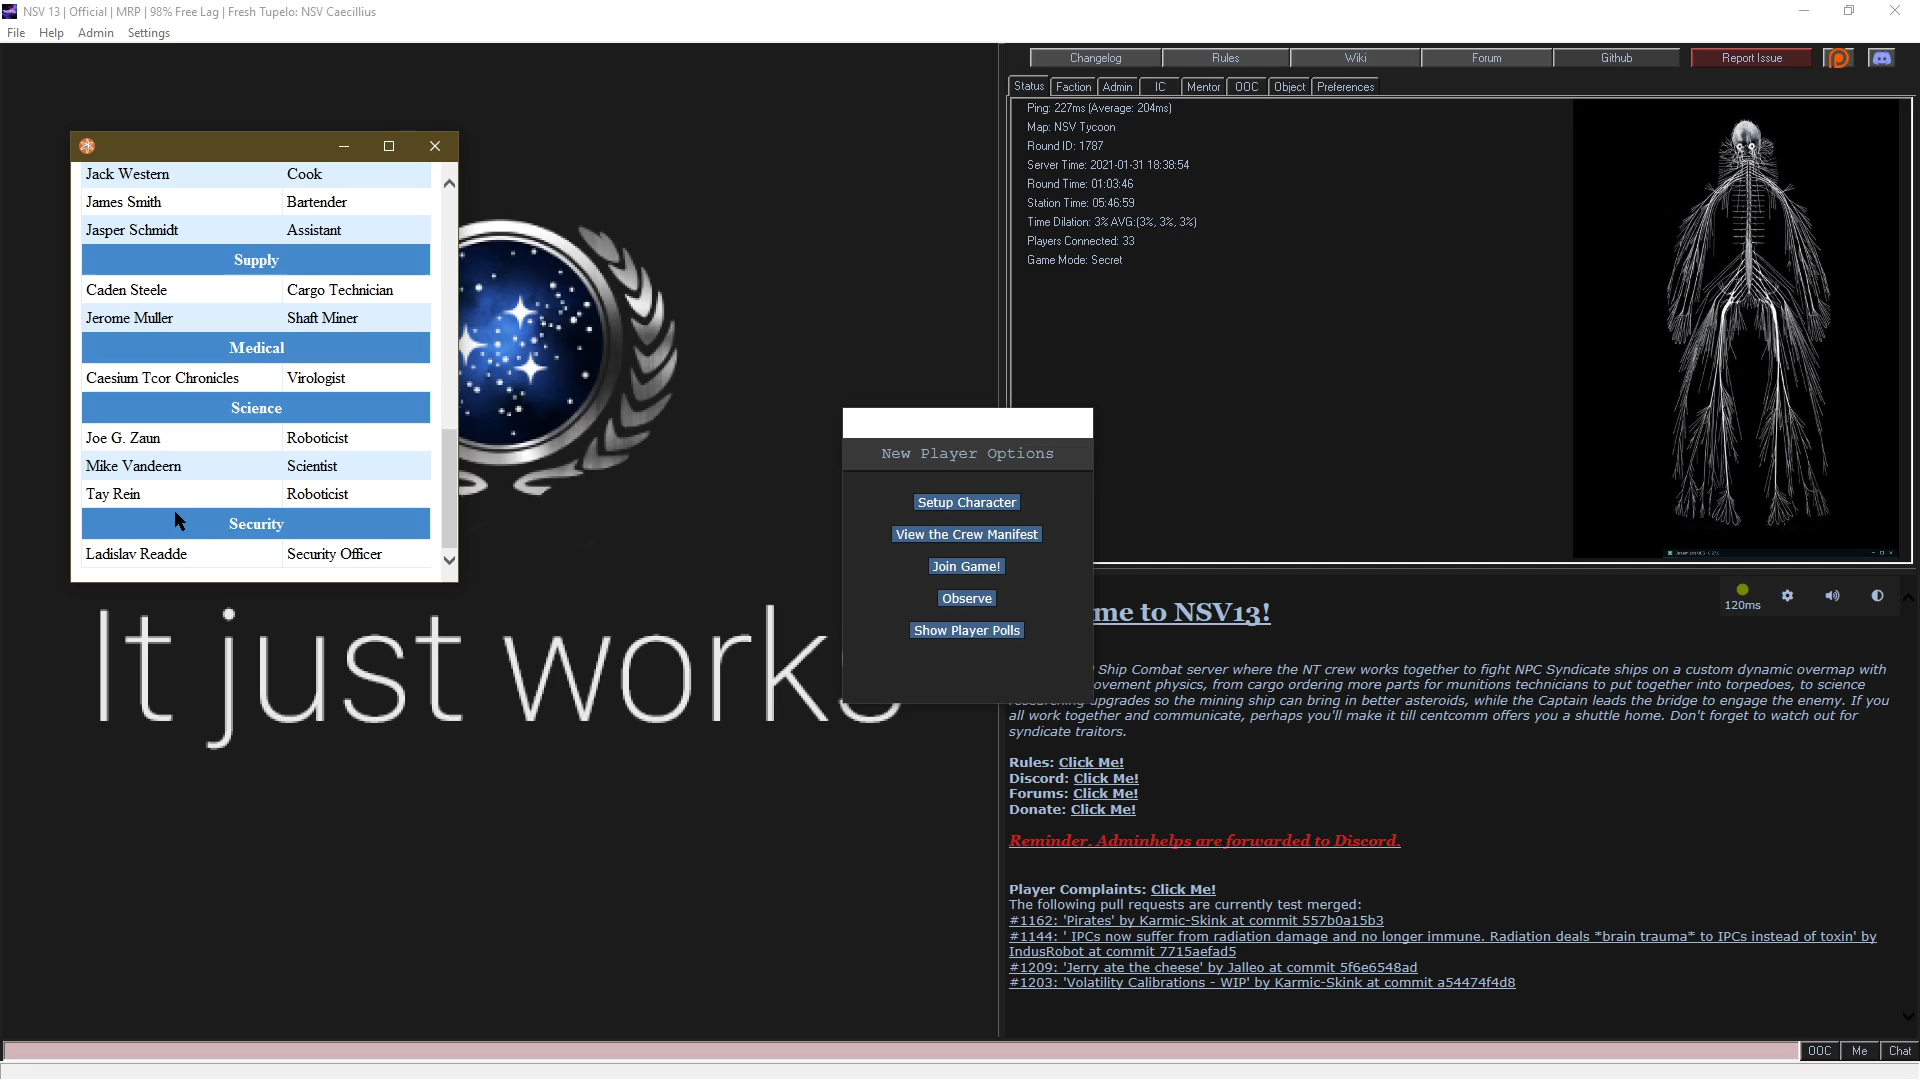 NSV 13 | Official | MRP | 98% Free Lag | Fresh Tupelo: NSV Caecillius
File Help Admin Settings
Changelog Rules Wiki Forum Github Report Issue
Status Faction Admin IC Mentor OOC Object Preferences
Ping: 227ms (Average: 204ms)
Map: NSV Tycoon
Round ID: 1787
Server Time: 2021-01-31 18:38:54
Round Time: 01:03:46
Station Time: 05:46:59
Time Dilation: 3% AVG:(3%, 3%, 3%)
Players Connected: 33
Game Mode: Secret
Jack Western Cook
James Smith Bartender
Jasper Schmidt Assistant
Supply
Caden Steele Cargo Technician
Jerome Muller Shaft Miner
Medical
Caesium Tcor Chronicles Virologist
Science
Joe G. Zaun Roboticist
Mike Vandeern Scientist
Tay Rein Roboticist
Security
Ladislav Readde Security Officer
It just works
New Player Options
Setup Character
View the Crew Manifest
Join Game!
Observe
Show Player Polls
120ms
me to NSV13!
Ship Combat server where the NT crew works together to fight NPC Syndicate ships on a custom dynamic overmap with
ovement physics, from cargo ordering more parts for munitions technicians to put together into torpedoes, to science
upgrades so the mining ship can bring in better asteroids, while the Captain leads the bridge to engage the enemy. If you
all work together and communicate, perhaps you'll make it till centcomm offers you a shuttle home. Don't forget to watch out for
syndicate traitors.
Rules: Click Me!
Discord: Click Me!
Forums: Click Me!
Donate: Click Me!
Reminder. Adminhelps are forwarded to Discord.
Player Complaints: Click Me!
The following pull requests are currently test merged:
#1162: 'Pirates' by Karmic-Skink at commit 557b0a15b3
#1144: ' IPCs now suffer from radiation damage and no longer immune. Radiation deals *brain trauma* to IPCs instead of toxin' by
IndusRobot at commit 7715aefad5
#1209: 'Jerry ate the cheese' by Jalleo at commit 5f6e6548ad
#1203: 'Volatility Calibrations - WIP' by Karmic-Skink at commit a54474f4d8
OOC Me Chat